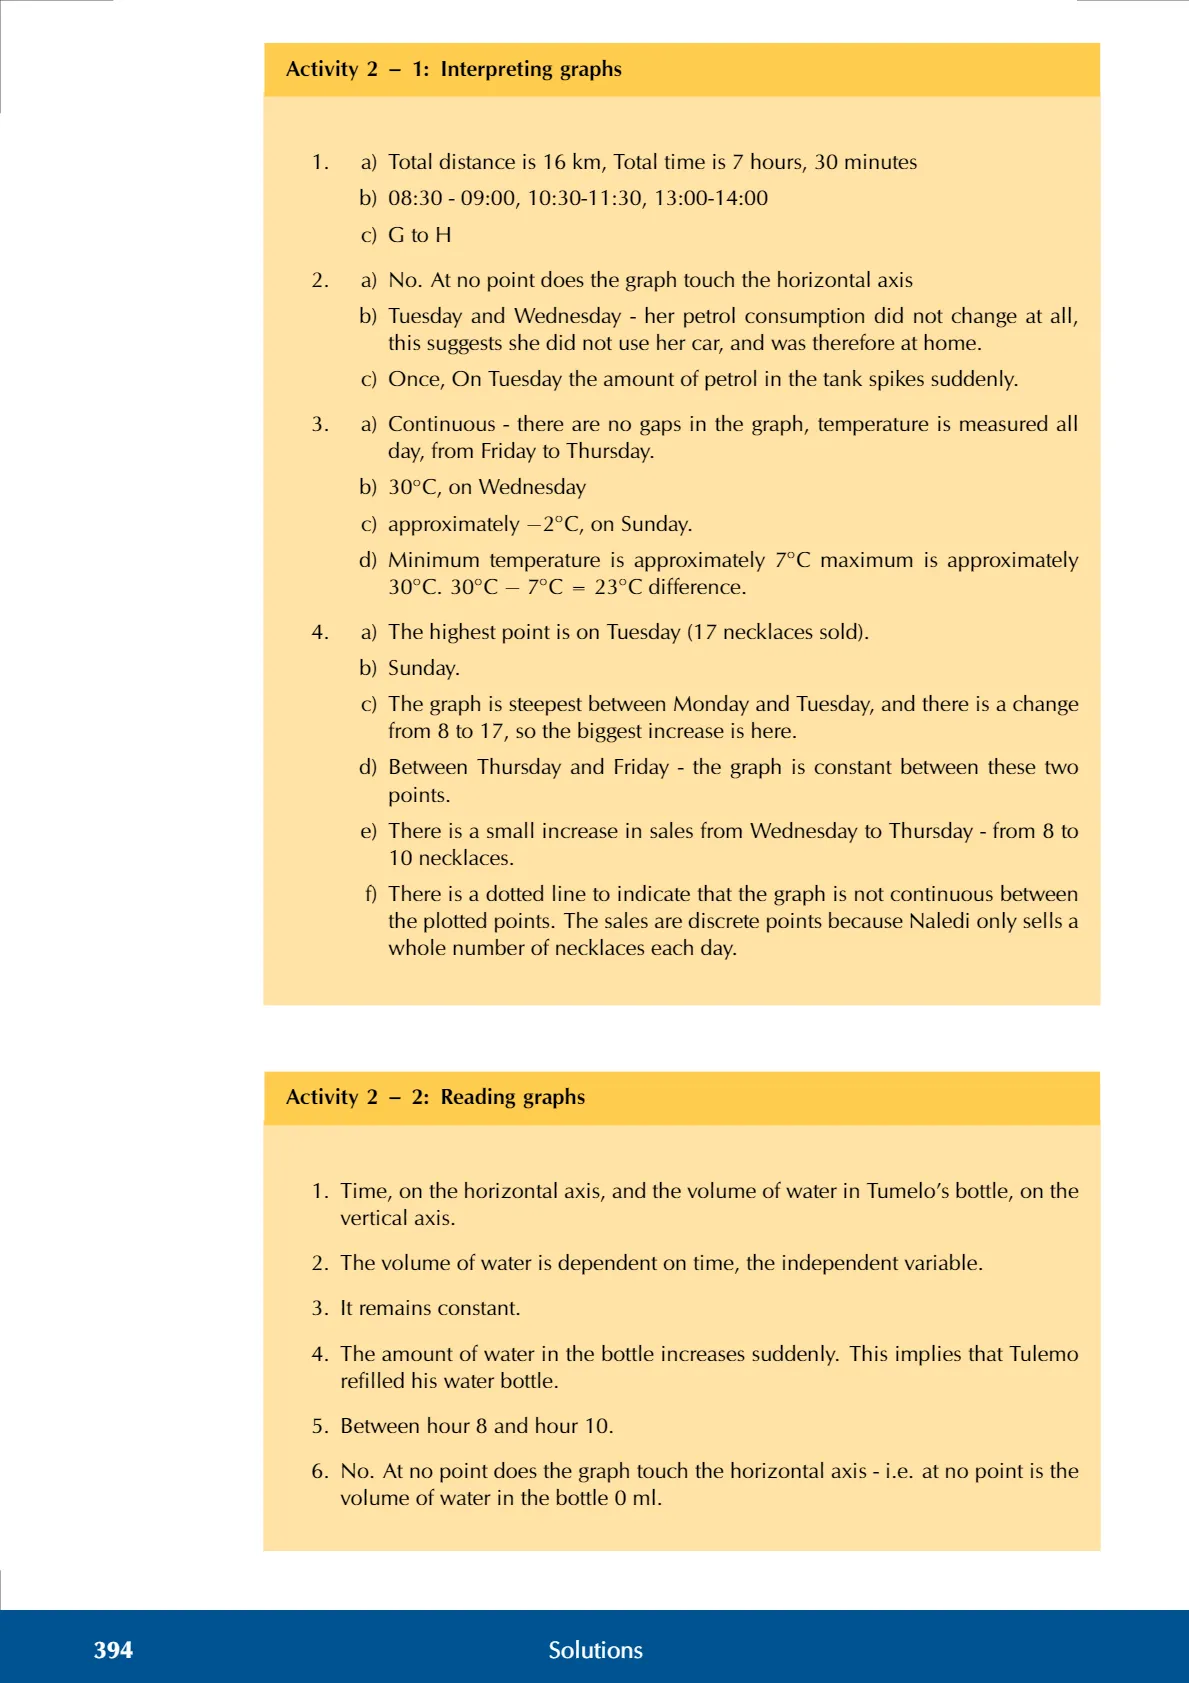 Activity 2 – 1: Interpreting graphs
1. a) Total distance is 16 km, Total time is 7 hours, 30 minutes
b) 08:30 - 09:00, 10:30-11:30, 13:00-14:00
c) G to H
2. a) No. At no point does the graph touch the horizontal axis
b) Tuesday and Wednesday - her petrol consumption did not change at all,
this suggests she did not use her car, and was therefore at home.
c) Once, On Tuesday the amount of petrol in the tank spikes suddenly.
3. a) Continuous - there are no gaps in the graph, temperature is measured all
day, from Friday to Thursday.
b) 30°C, on Wednesday
c) approximately −2°C, on Sunday.
d) Minimum temperature is approximately 7°C maximum is approximately
30°C. 30°C − 7°C = 23°C difference.
4. a) The highest point is on Tuesday (17 necklaces sold).
b) Sunday.
c) The graph is steepest between Monday and Tuesday, and there is a change
from 8 to 17, so the biggest increase is here.
d) Between Thursday and Friday - the graph is constant between these two
points.
e) There is a small increase in sales from Wednesday to Thursday - from 8 to
10 necklaces.
f) There is a dotted line to indicate that the graph is not continuous between
the plotted points. The sales are discrete points because Naledi only sells a
whole number of necklaces each day.
Activity 2 – 2: Reading graphs
1. Time, on the horizontal axis, and the volume of water in Tumelo's bottle, on the
vertical axis.
2. The volume of water is dependent on time, the independent variable.
3. It remains constant.
4. The amount of water in the bottle increases suddenly. This implies that Tulemo
refilled his water bottle.
5. Between hour 8 and hour 10.
6. No. At no point does the graph touch the horizontal axis - i.e. at no point is the
volume of water in the bottle 0 ml.
394 Solutions